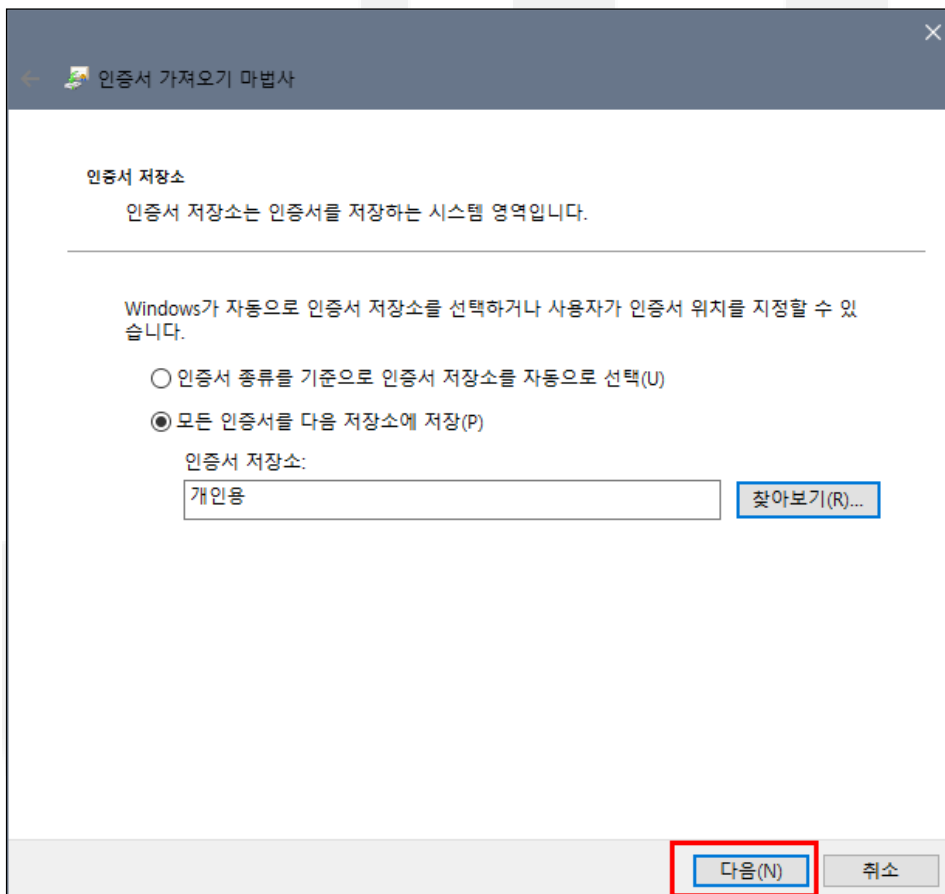 인증서 가져오기 마법사
인증서 저장소
인증서 저장소는 인증서를 저장하는 시스템 영역입니다.
Windows가 자동으로 인증서 저장소를 선택하거나 사용자가 인증서 위치를 지정할 수 있
습니다.
인증서 종류를 기준으로 인증서 저장소를 자동으로 선택(U)
모든 인증서를 다음 저장소에 저장(P)
인증서 저장소:
개인용
찾아보기(R)...
다음(N)
취소